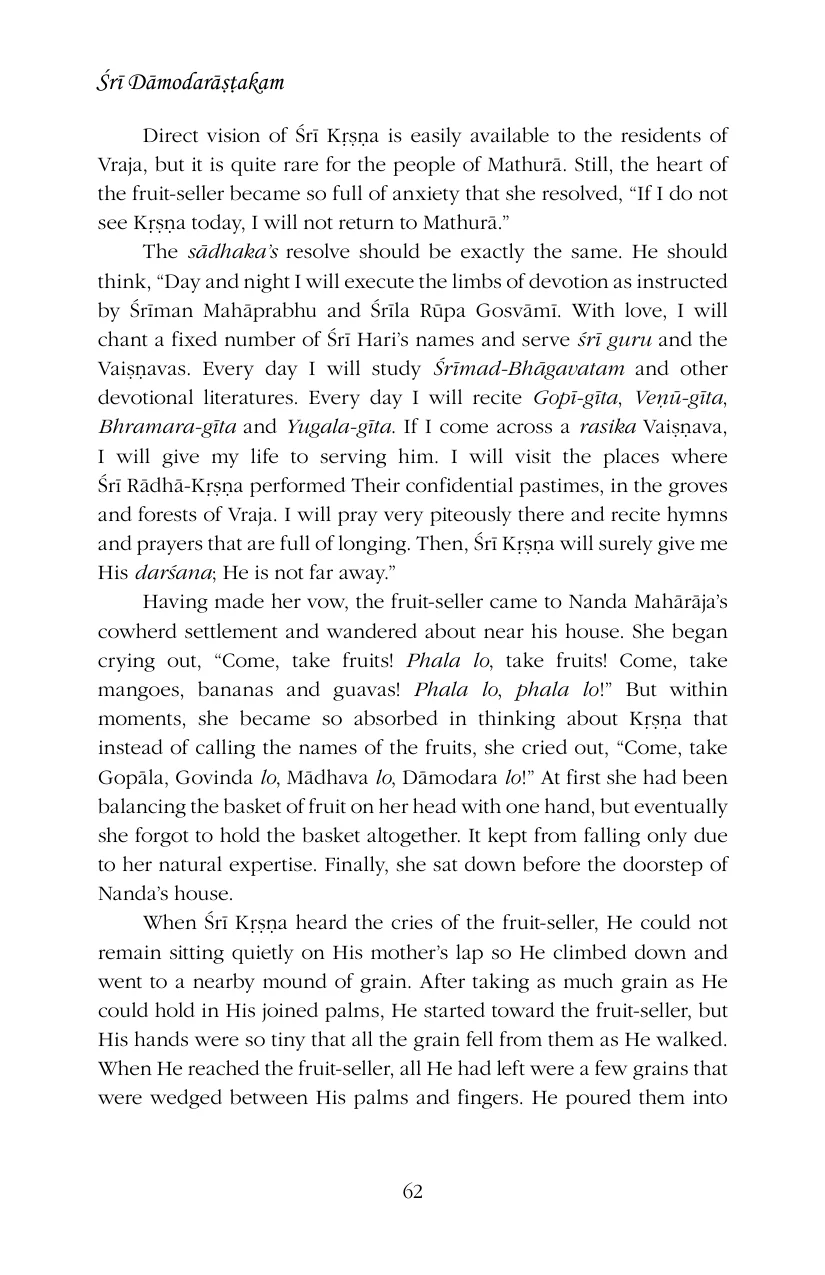 Śrī Dāmodarāṣṭakam
Direct vision of Śrī Kṛṣṇa is easily available to the residents of
Vraja, but it is quite rare for the people of Mathurā. Still, the heart of
the fruit-seller became so full of anxiety that she resolved, “If I do not
see Kṛṣṇa today, I will not return to Mathurā.”
The sādhaka’s resolve should be exactly the same. He should
think, “Day and night I will execute the limbs of devotion as instructed
by Śrīman Mahāprabhu and Śrīla Rūpa Gosvāmī. With love, I will
chant a fixed number of Śrī Hari’s names and serve śrī guru and the
Vaiṣṇavas. Every day I will study Śrīmad-Bhāgavatam and other
devotional literatures. Every day I will recite Gopī-gīta, Veṇū-gīta,
Bhramara-gīta and Yugala-gīta. If I come across a rasika Vaiṣṇava,
I will give my life to serving him. I will visit the places where
Śrī Rādhā-Kṛṣṇa performed Their confidential pastimes, in the groves
and forests of Vraja. I will pray very piteously there and recite hymns
and prayers that are full of longing. Then, Śrī Kṛṣṇa will surely give me
His darśana; He is not far away.”
Having made her vow, the fruit-seller came to Nanda Mahārāja’s
cowherd settlement and wandered about near his house. She began
crying out, “Come, take fruits! Phala lo, take fruits! Come, take
mangoes, bananas and guavas! Phala lo, phala lo!” But within
moments, she became so absorbed in thinking about Kṛṣṇa that
instead of calling the names of the fruits, she cried out, “Come, take
Gopāla, Govinda lo, Mādhava lo, Dāmodara lo!” At first she had been
balancing the basket of fruit on her head with one hand, but eventually
she forgot to hold the basket altogether. It kept from falling only due
to her natural expertise. Finally, she sat down before the doorstep of
Nanda’s house.
When Śrī Kṛṣṇa heard the cries of the fruit-seller, He could not
remain sitting quietly on His mother’s lap so He climbed down and
went to a nearby mound of grain. After taking as much grain as He
could hold in His joined palms, He started toward the fruit-seller, but
His hands were so tiny that all the grain fell from them as He walked.
When He reached the fruit-seller, all He had left were a few grains that
were wedged between His palms and fingers. He poured them into
62